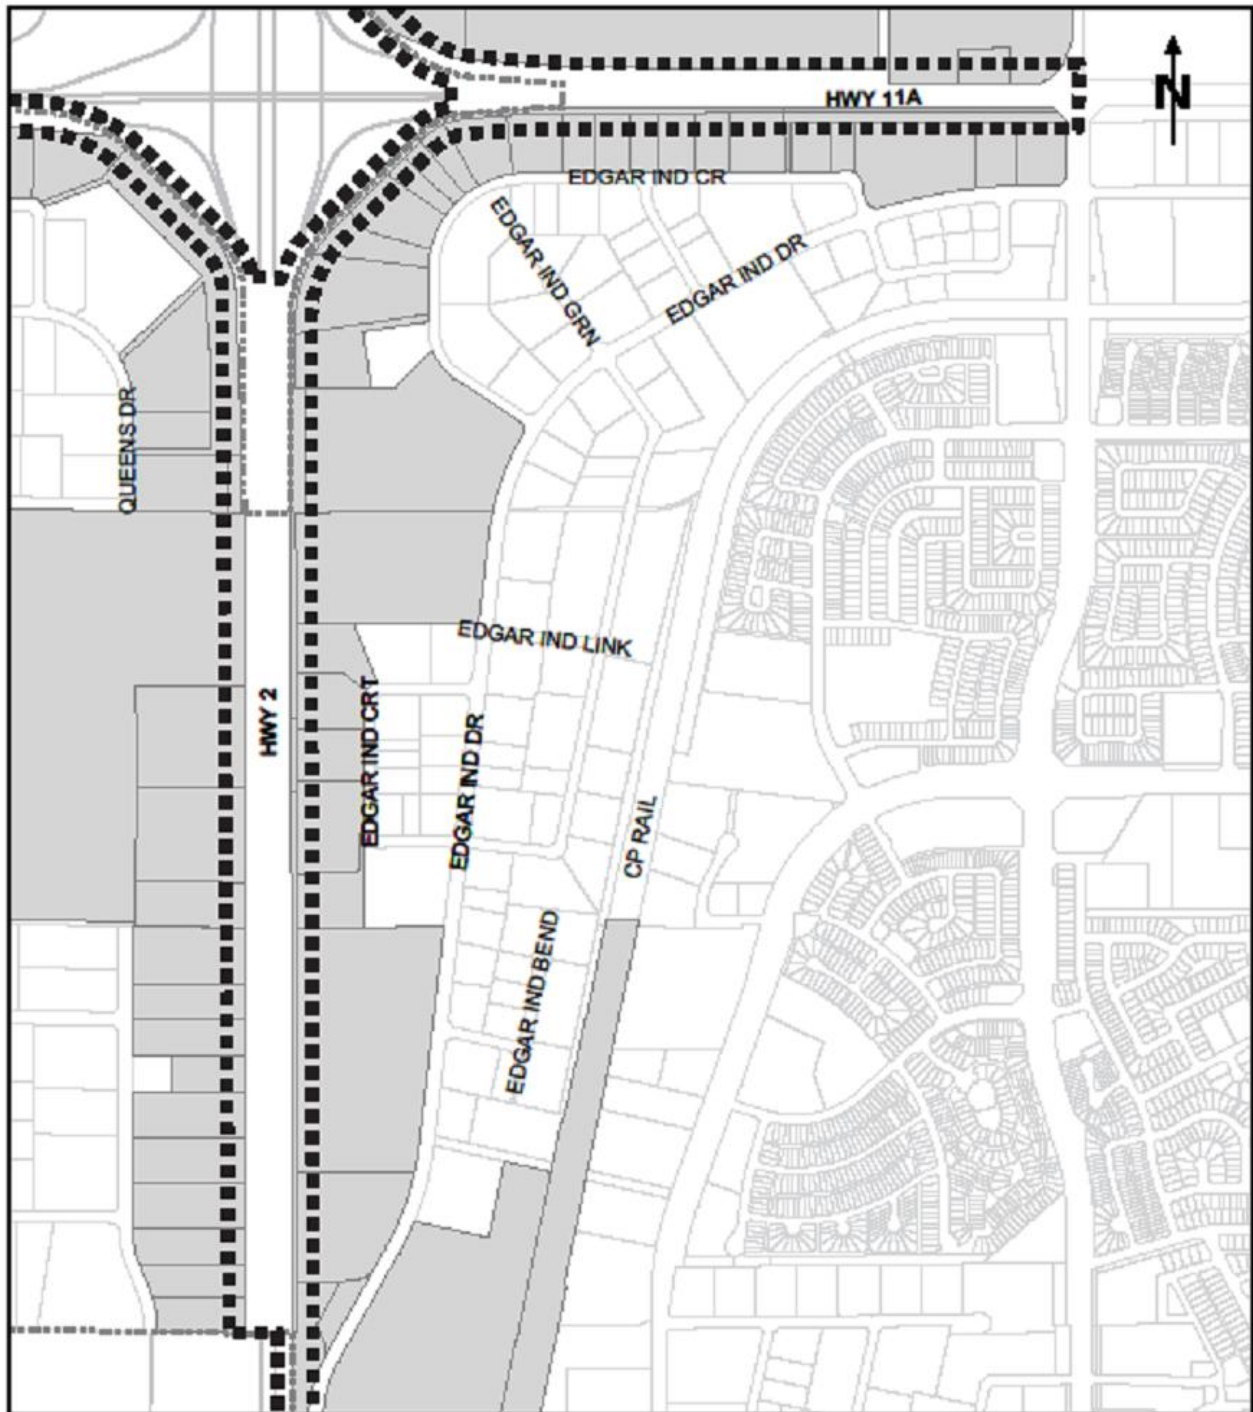 HWY 11A
N
EDGAR IND CR
EDGAR IND GRN
EDGAR IND DR
QUEENS DR
EDGAR IND LINK
HWY 2
EDGAR IND CRT
EDGAR IND DR
CP RAIL
EDGAR IND BEND